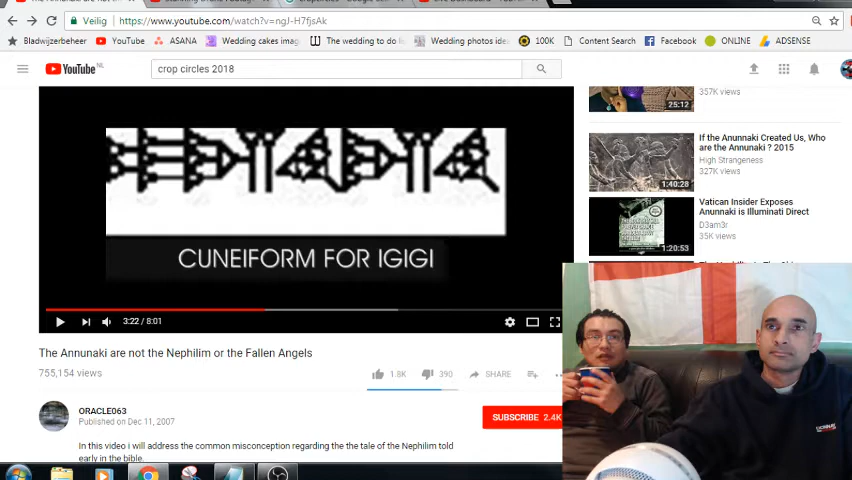 Veilig
https://www.youtube.com/watch?v=ngJ-H7fjsAk
Bladwijzerbeheer
YouTube
ASANA
Wedding cakes imag
The wedding to do li
Wedding photos ide
100K
Content Search
Facebook
ONLINE
ADSENSE
YouTube NL
crop circles 2018
CUNEIFORM FOR IGIGI
3:22 / 8:01
The Annunaki are not the Nephilim or the Fallen Angels
755,154 views
1.8K
390
SHARE
ORACLE063
Published on Dec 11, 2007
SUBSCRIBE 2.4K
In this video i will address the common misconception regarding the the tale of the Nephilim told
early in the bible.
357K views
25:12
If the Anunnaki Created Us, Who
are the Annunaki ? 2015
High Strangeness
327K views
1:40:28
Vatican Insider Exposes
Anunnaki is Illuminati Direct
D3am3r
35K views
1:20:53